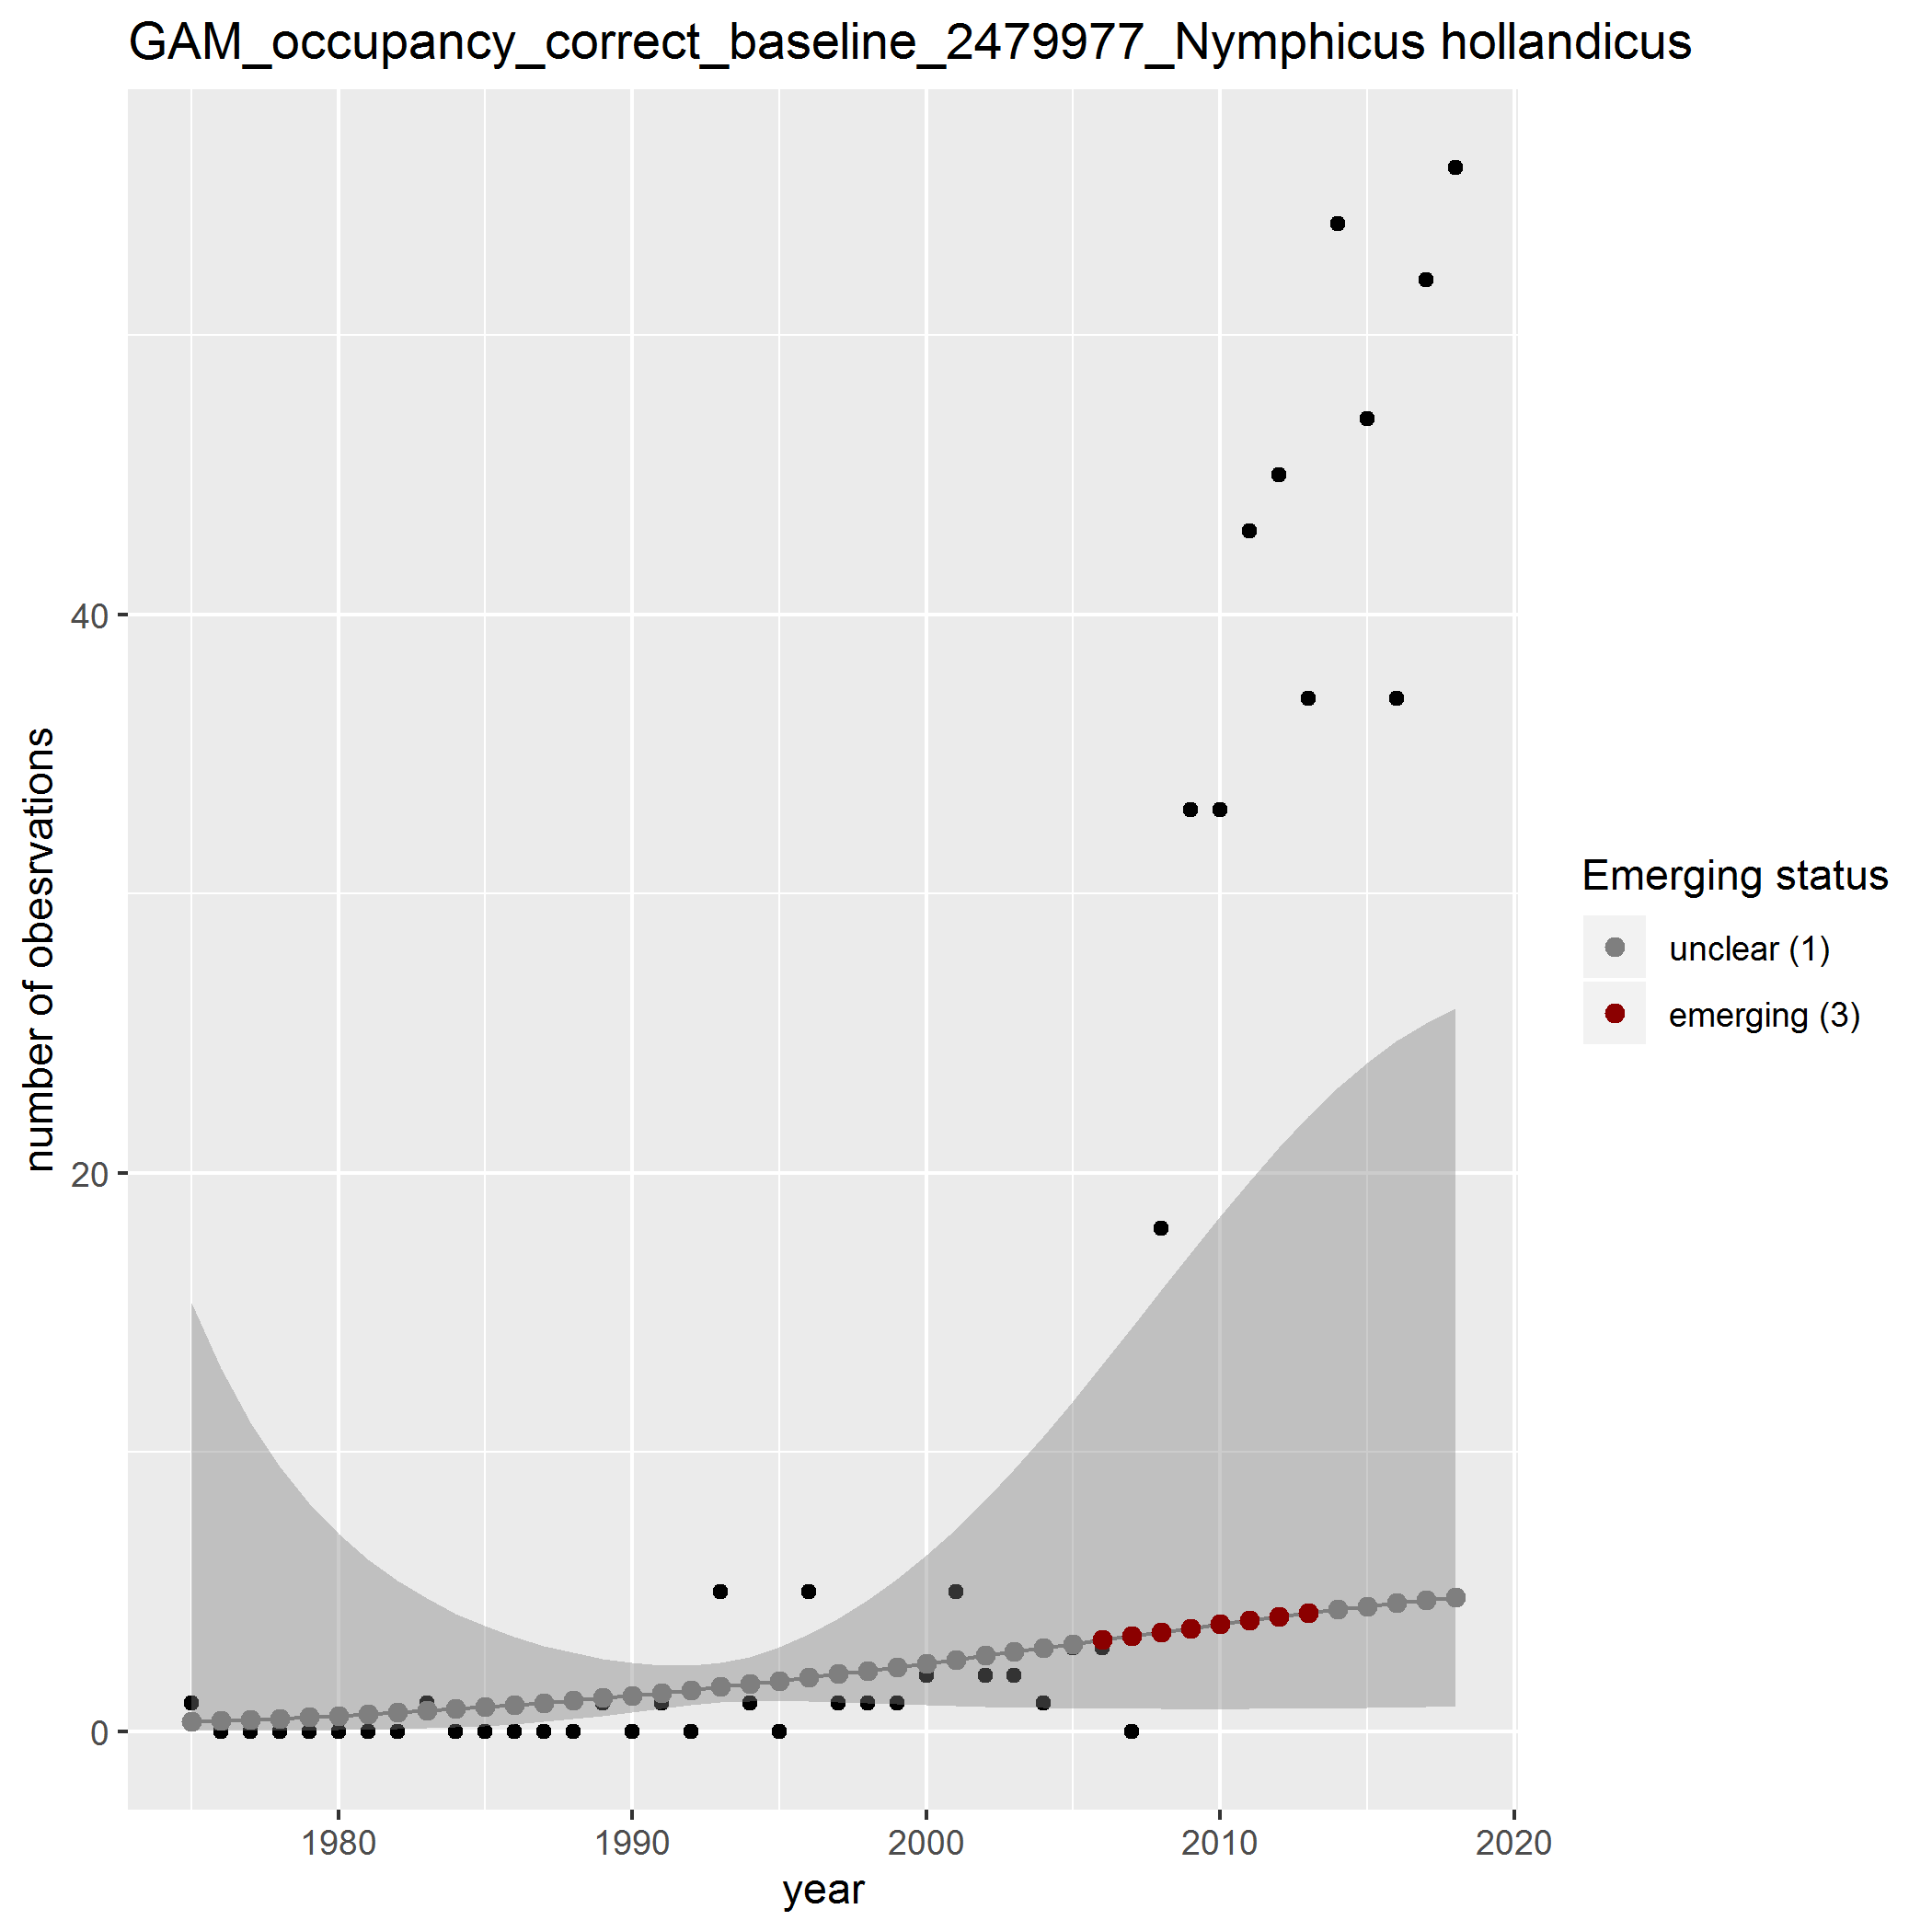 GAM_occupancy_correct_baseline_2479977_Nymphicus hollandicus
number of obesrvations
40
20
0
1980
1990
2000
2010
2020
year
Emerging status
unclear (1)
emerging (3)